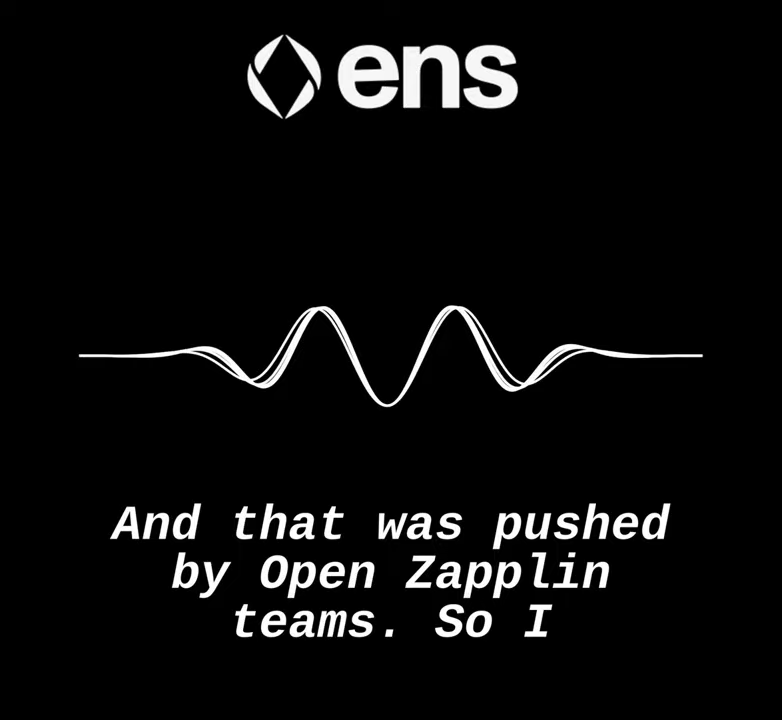 ens
And that was pushed
by Open Zapplin
teams. So I